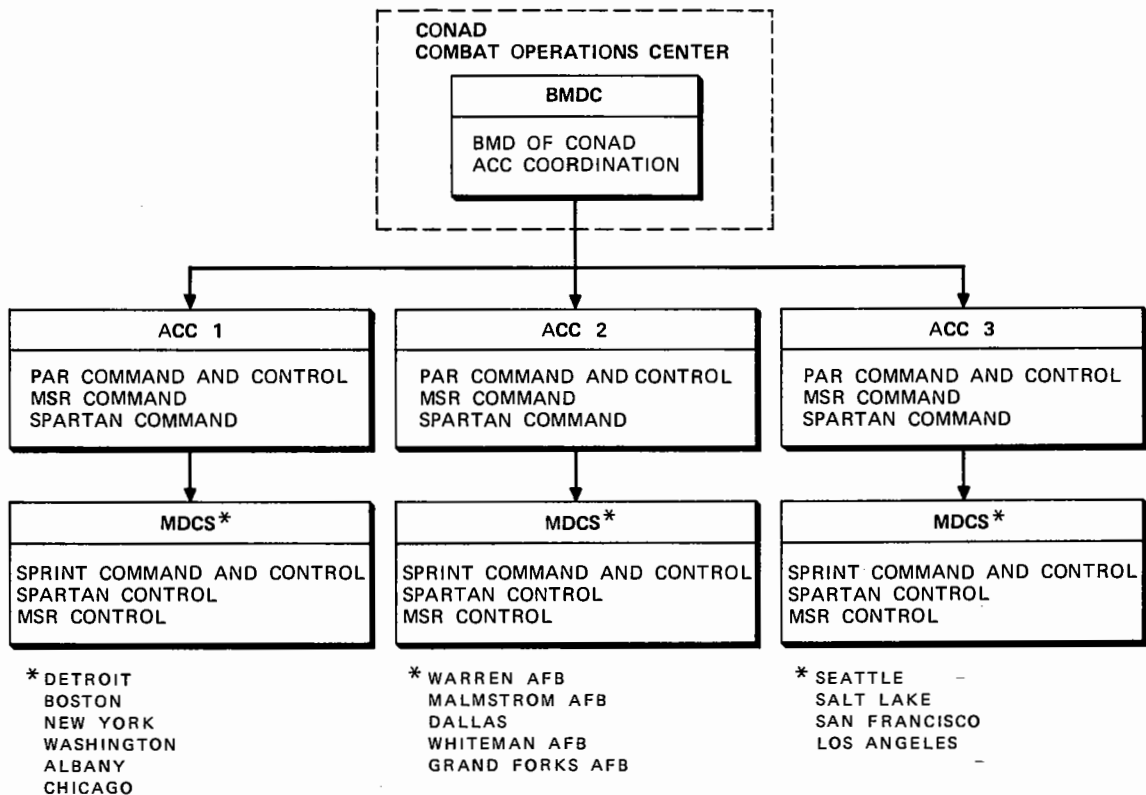 CONAD
COMBAT OPERATIONS CENTER
BMDC
BMD OF CONAD
ACC COORDINATION
ACC 1
PAR COMMAND AND CONTROL
MSR COMMAND
SPARTAN COMMAND
ACC 2
PAR COMMAND AND CONTROL
MSR COMMAND
SPARTAN COMMAND
ACC 3
PAR COMMAND AND CONTROL
MSR COMMAND
SPARTAN COMMAND
MDCS*
SPRINT COMMAND AND CONTROL
SPARTAN CONTROL
MSR CONTROL
MDCS*
SPRINT COMMAND AND CONTROL
SPARTAN CONTROL
MSR CONTROL
MDCS*
SPRINT COMMAND AND CONTROL
SPARTAN CONTROL
MSR CONTROL
* DETROIT
BOSTON
NEW YORK
WASHINGTON
ALBANY
CHICAGO
* WARREN AFB
MALMSTROM AFB
DALLAS
WHITEMAN AFB
GRAND FORKS AFB
* SEATTLE
SALT LAKE
SAN FRANCISCO
LOS ANGELES